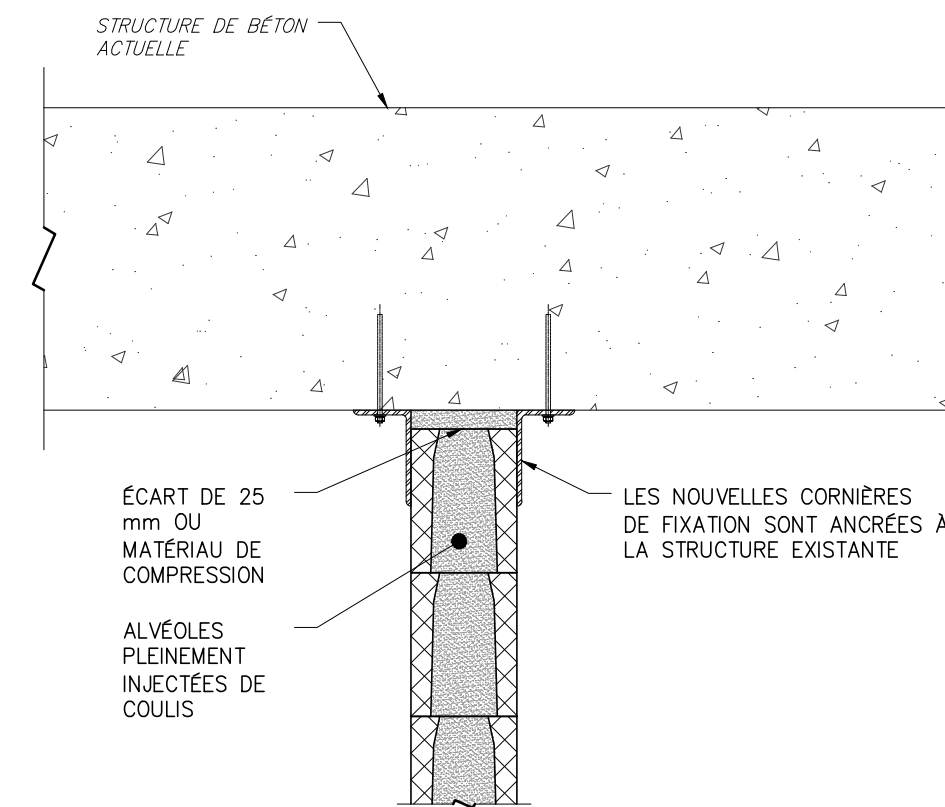 STRUCTURE DE BÉTON
ACTUELLE
ÉCART DE 25
mm OU
MATÉRIAU DE
COMPRESSION
LES NOUVELLES CORNIÈRES
DE FIXATION SONT ANCRÉES À
LA STRUCTURE EXISTANTE
ALVÉOLES
PLEINEMENT
INJECTÉES DE
COULIS